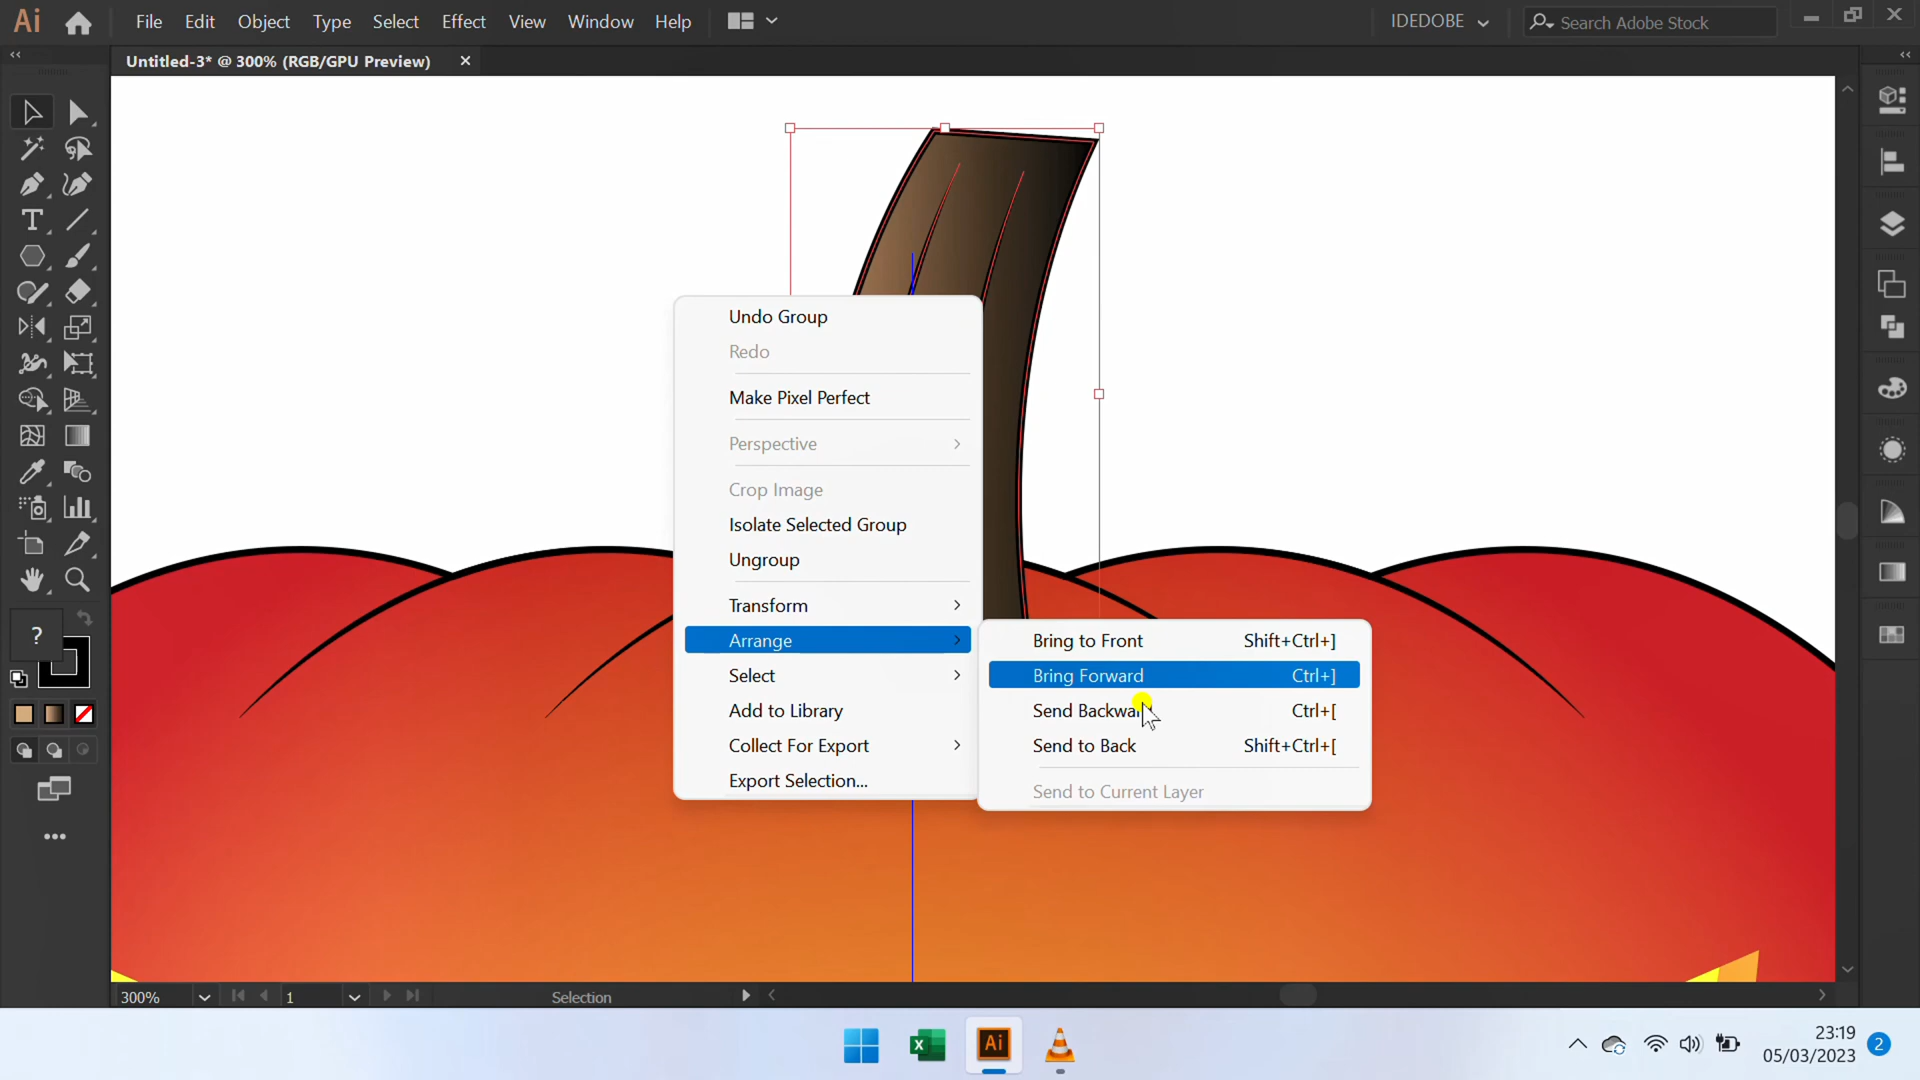 Ai File Edit Object Type Select Effect View Window Help IDEDOBE Search Adobe Stock
Untitled-3* @ 300% (RGB/GPU Preview)
T
?
Undo Group
Redo
Make Pixel Perfect
Perspective
Crop Image
Isolate Selected Group
Ungroup
Transform
Arrange
Select
Add to Library
Collect For Export
Export Selection...
Bring to Front Shift+Ctrl+]
Bring Forward Ctrl+]
Send Backward Ctrl+[
Send to Back Shift+Ctrl+[
Send to Current Layer
300% 1 Selection
Ai
23:19
05/03/2023
2